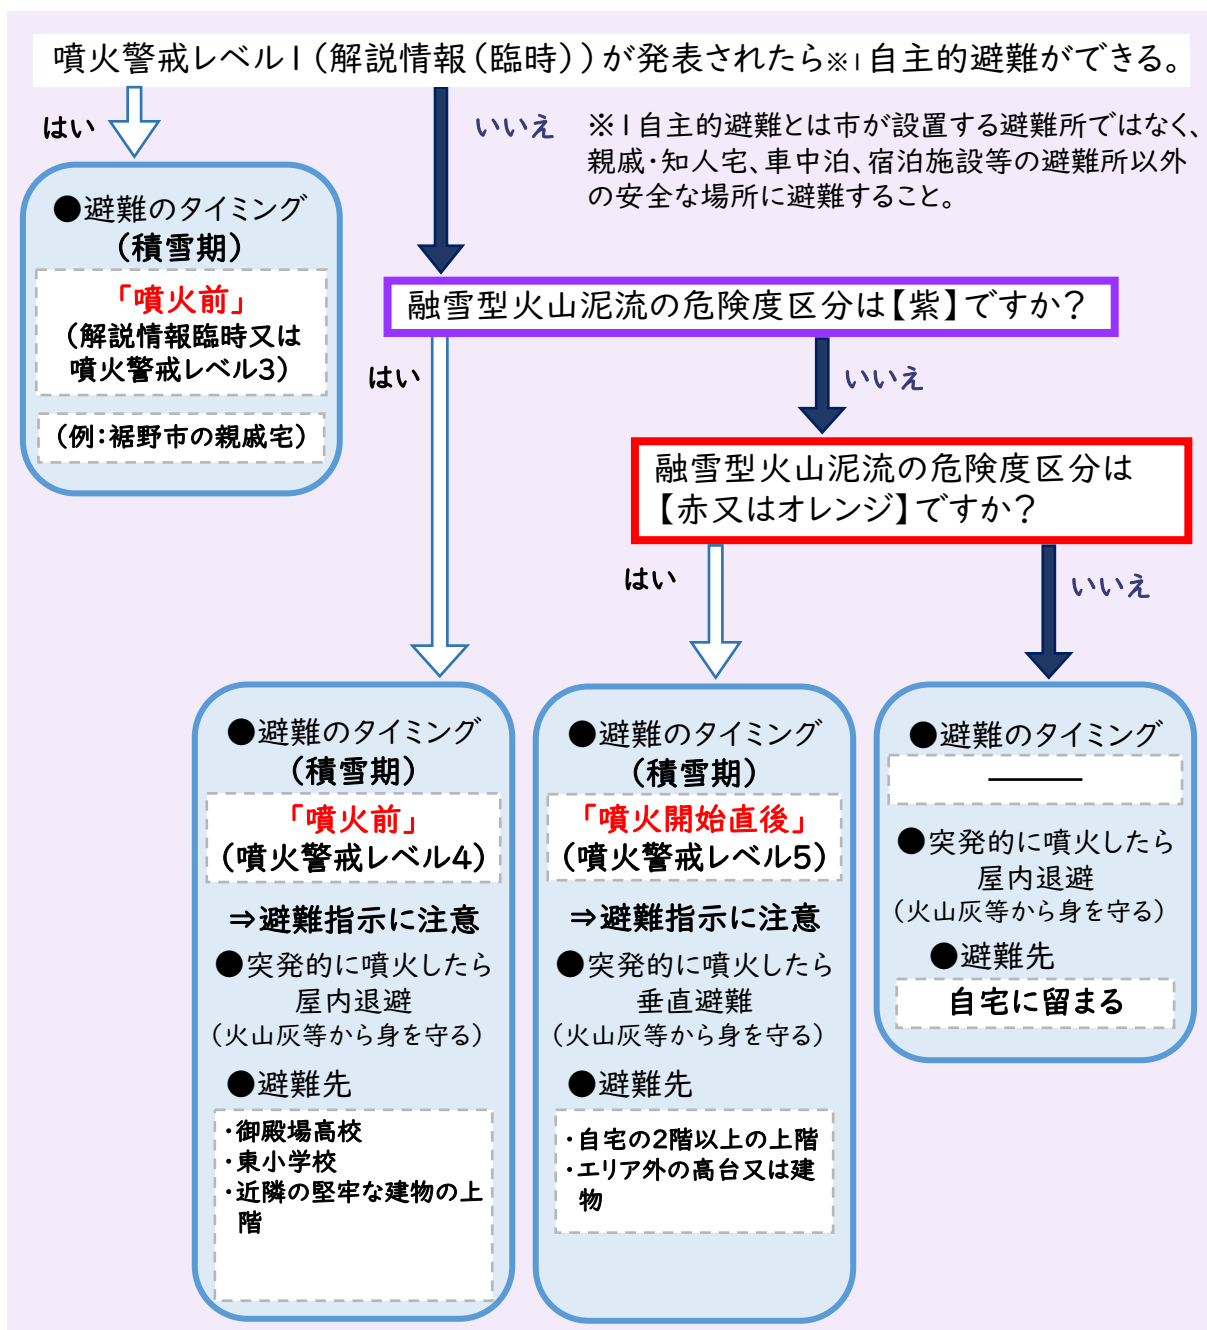 噴火警戒レベル1（解説情報（臨時））が発表されたら※1自主的避難ができる。
はい
いいえ
※1自主的避難とは市が設置する避難所ではなく、
親戚・知人宅、車中泊、宿泊施設等の避難所以外
の安全な場所に避難すること。
●避難のタイミング
（積雪期）
「噴火前」
（解説情報臨時又は
噴火警戒レベル3）
（例：裾野市の親戚宅）
融雪型火山泥流の危険度区分は【紫】ですか？
はい
いいえ
融雪型火山泥流の危険度区分は
【赤又はオレンジ】ですか？
はい
いいえ
●避難のタイミング
（積雪期）
「噴火前」
（噴火警戒レベル4）
⇒避難指示に注意
●突発的に噴火したら
屋内退避
（火山灰等から身を守る）
●避難先
・御殿場高校
・東小学校
・近隣の堅牢な建物の上
階
●避難のタイミング
（積雪期）
「噴火開始直後」
（噴火警戒レベル5）
⇒避難指示に注意
●突発的に噴火したら
垂直避難
（火山灰等から身を守る）
●避難先
・自宅の2階以上の上階
・エリア外の高台又は建
物
●避難のタイミング
―――
●突発的に噴火したら
屋内退避
（火山灰等から身を守る）
●避難先
自宅に留まる